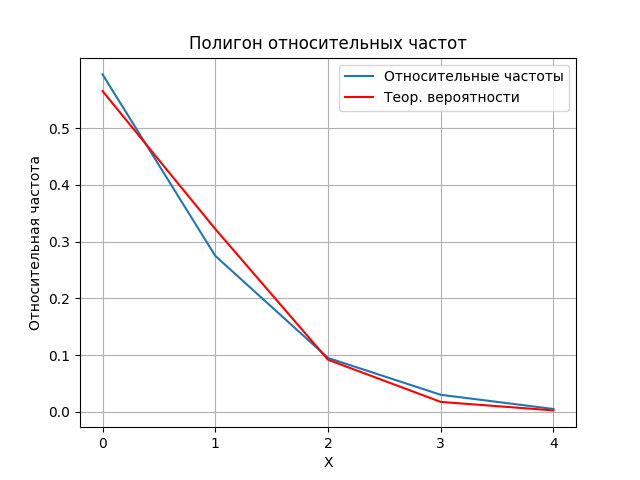 Полигон относительных частот
Относительные частоты
Теор. вероятности
Относительная частота
0.5
0.4
0.3
0.2
0.1
0.0
0
1
2
3
4
X